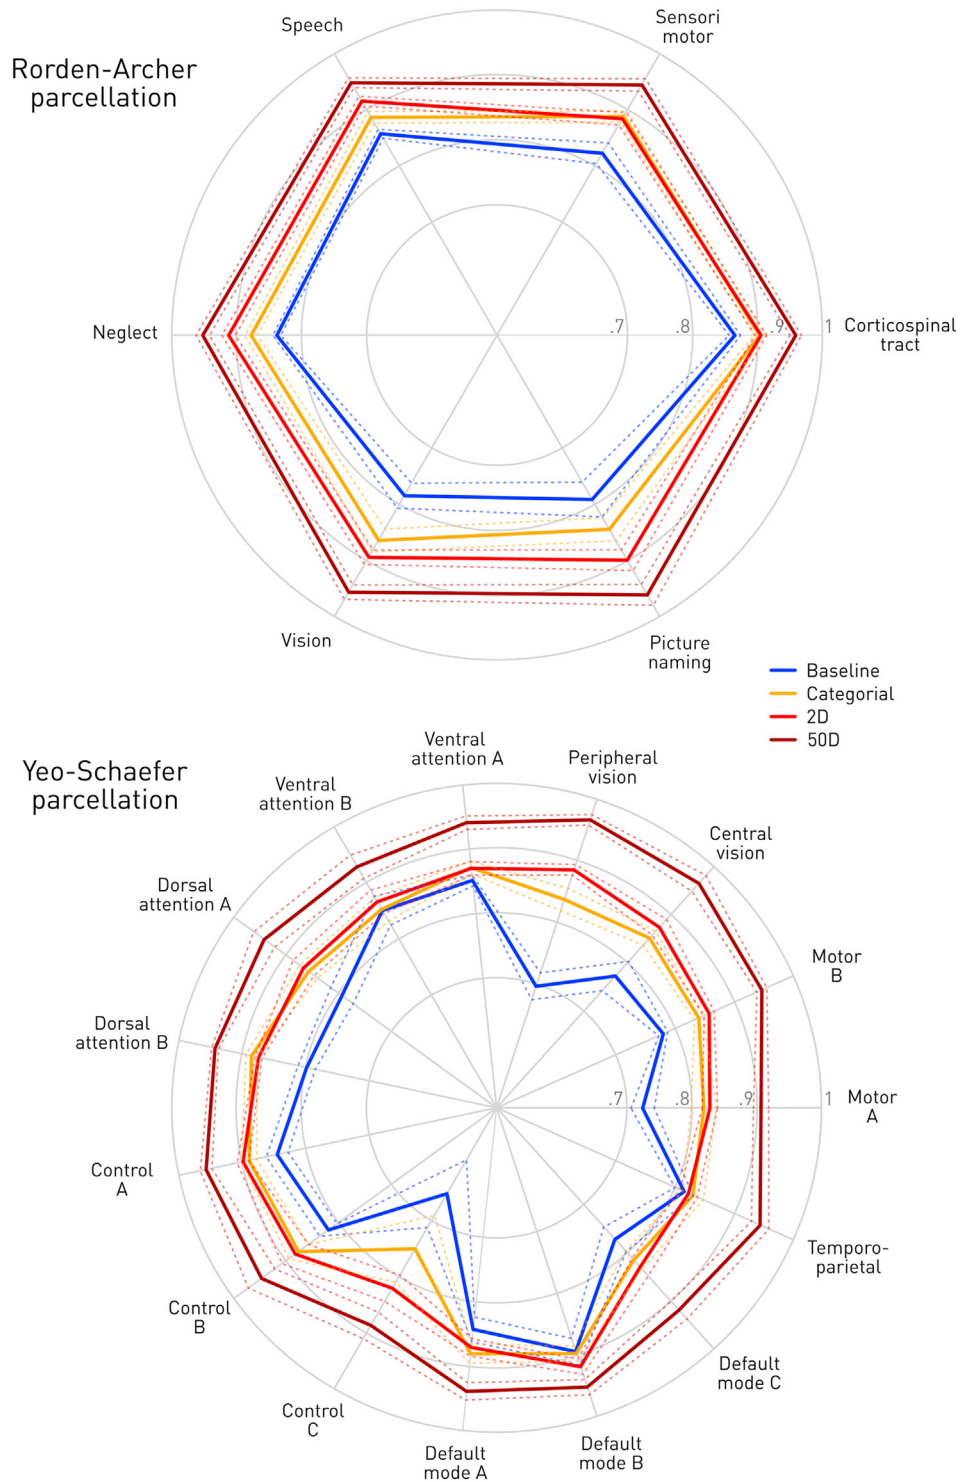 Speech
Sensori
motor
Rorden-Archer
parcellation
Neglect
.7
.8
.9
1
Corticospinal
tract
Vision
Picture
naming
Baseline
Categorial
2D
50D
Yeo-Schaefer
parcellation
Ventral
attention A
Peripheral
vision
Ventral
attention B
Central
vision
Dorsal
attention A
Motor
B
Dorsal
attention B
.7
.8
.9
1
Motor
A
Control
A
Temporo-
parietal
Control
B
Default
mode C
Control
C
Default
mode A
Default
mode B